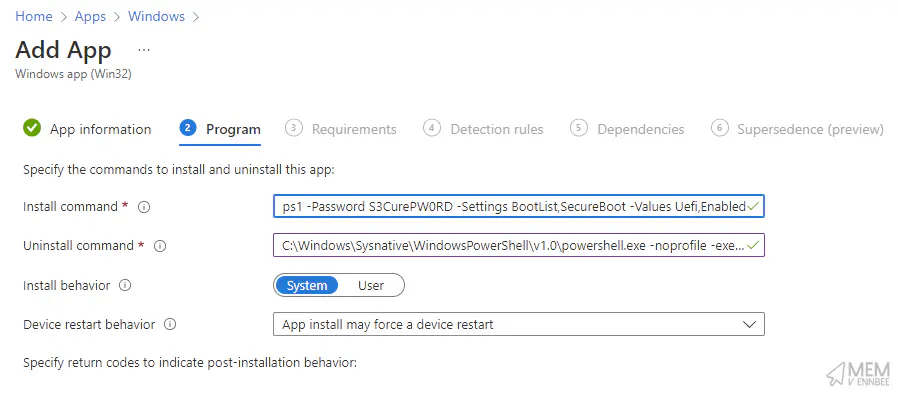 Home > Apps > Windows >
Add App ...
Windows app (Win32)
App information 2 Program 3 Requirements 4 Detection rules 5 Dependencies 6 Supersedence (preview)
Specify the commands to install and uninstall this app:
Install command * ps1 -Password S3CurePW0RD -Settings BootList,SecureBoot -Values Uefi,Enabled
Uninstall command * C:\Windows\Sysnative\WindowsPowerShell\v1.0\powershell.exe -noprofile -exe...
Install behavior System User
Device restart behavior App install may force a device restart
Specify return codes to indicate post-installation behavior:
MEM
V ENNBEE